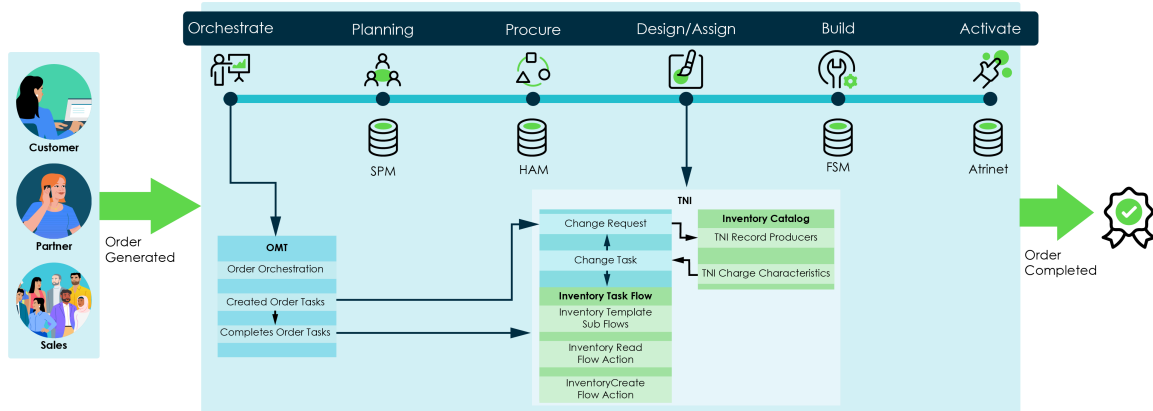 Orchestrate
Planning
Procure
Design/Assign
Build
Activate
Customer
Partner
Sales
Order
Generated
SPM
HAM
FSM
Atrinet
OMT
Order Orchestration
Created Order Tasks
Completes Order Tasks
TNI
Change Request
Change Task
Inventory Task Flow
Inventory Template
Sub Flows
Inventory Read
Flow Action
InventoryCreate
Flow Action
Inventory Catalog
TNI Record Producers
TNI Charge Characteristics
Order
Completed